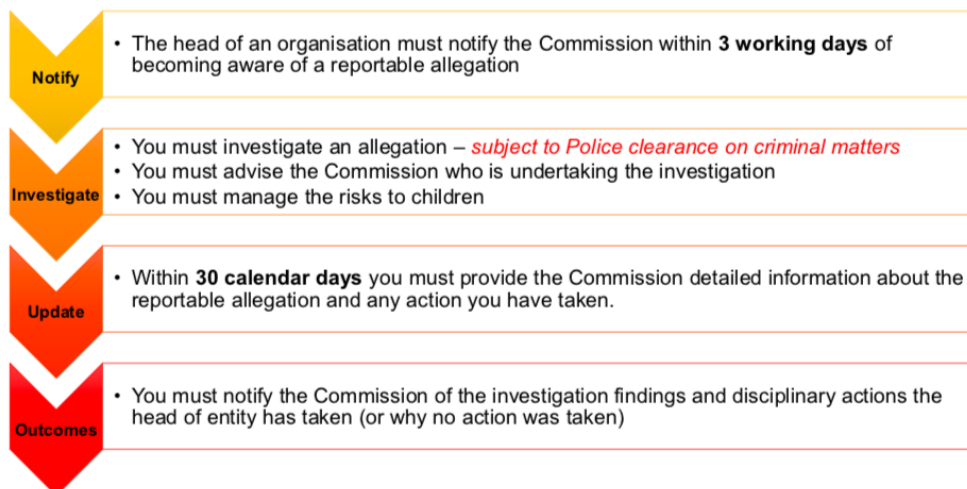 Notify
• The head of an organisation must notify the Commission within 3 working days of
becoming aware of a reportable allegation
Investigate
• You must investigate an allegation – subject to Police clearance on criminal matters
• You must advise the Commission who is undertaking the investigation
• You must manage the risks to children
Update
• Within 30 calendar days you must provide the Commission detailed information about the
reportable allegation and any action you have taken.
Outcomes
• You must notify the Commission of the investigation findings and disciplinary actions the
head of entity has taken (or why no action was taken)